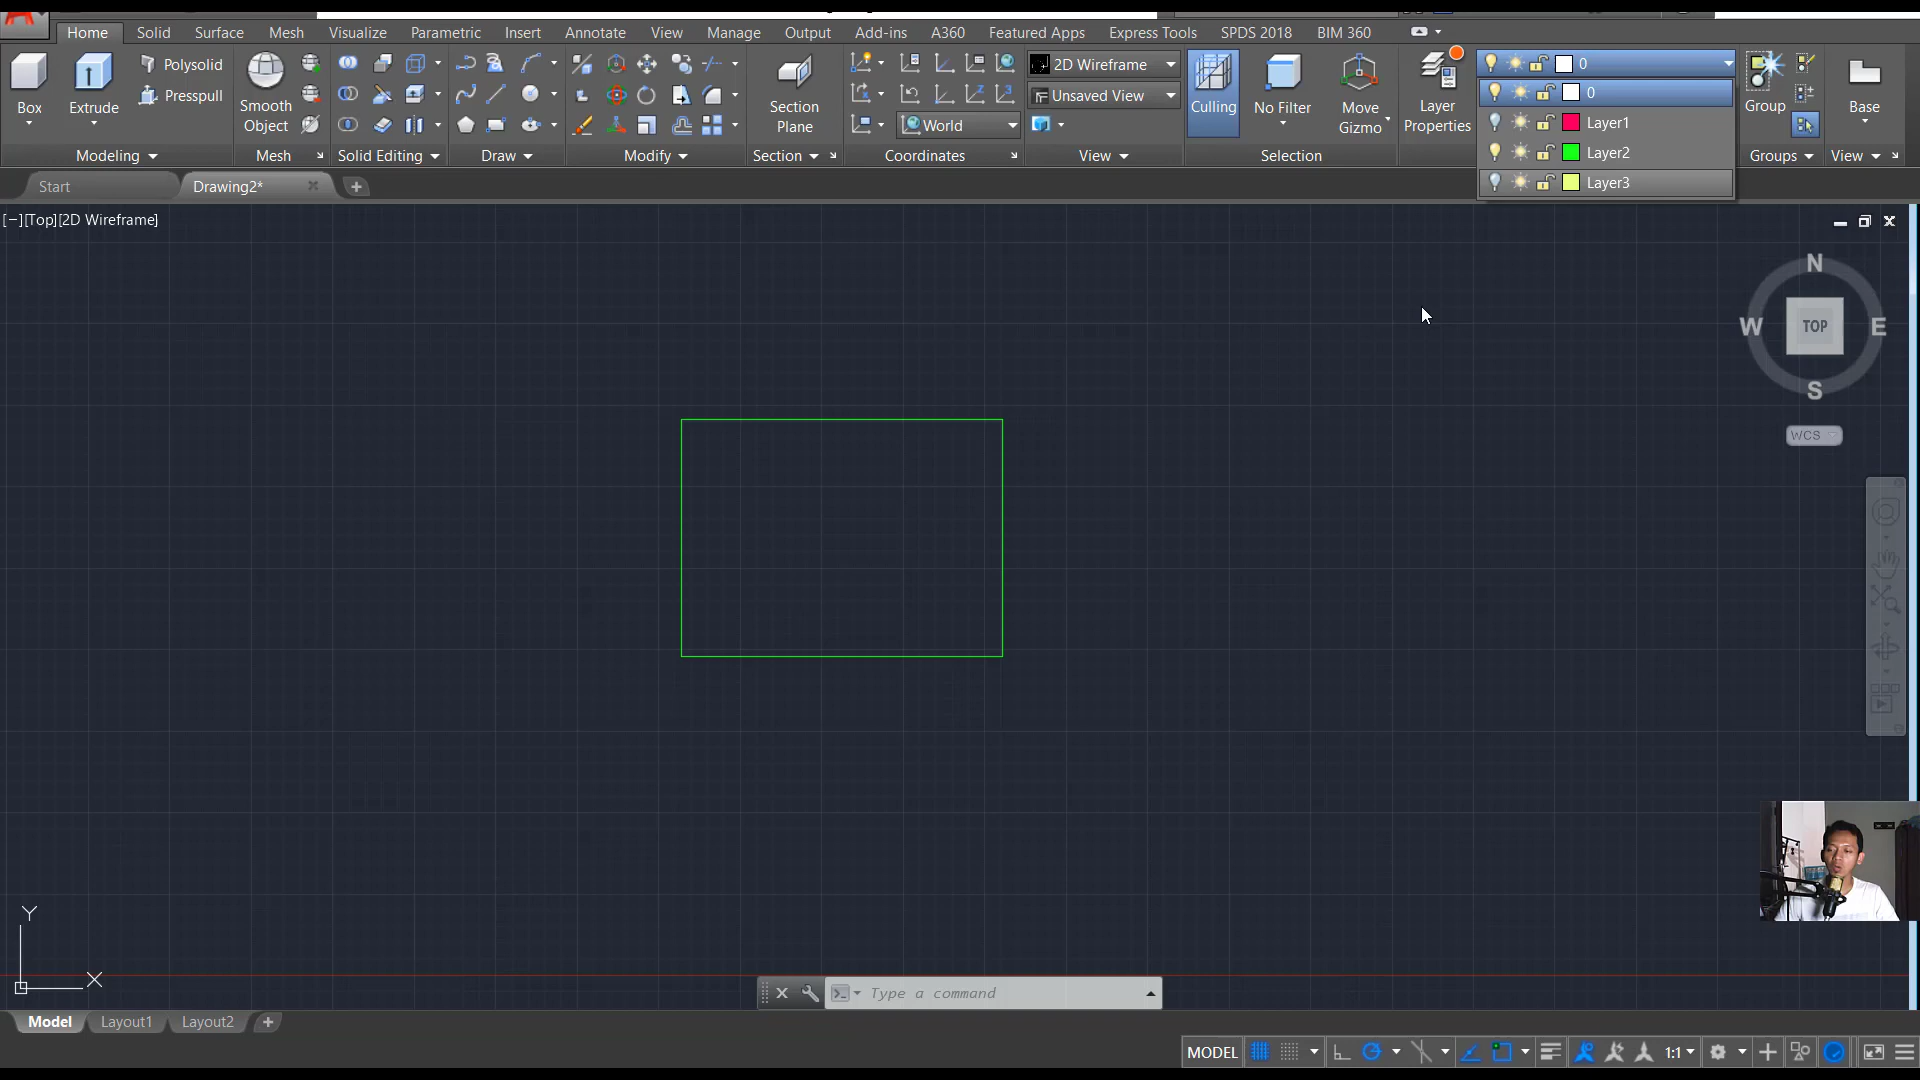 Home Solid Surface Mesh Visualize Parametric Insert Annotate View Manage Output Add-ins A360 Featured Apps Express Tools SPDS 2018 BIM 360
Box
Extrude
Polysolid
Presspull
Smooth
Object
Section
Plane
World
2D Wireframe
Unsaved View
Culling
No Filter
Move
Gizmo
Layer
Properties
0
0
Layer1
Layer2
Layer3
Group
Base
Modeling Mesh Solid Editing Draw Modify Section Coordinates View Selection Groups View
Start Drawing2*
[−][Top][2D Wireframe]
N
W TOP E
S
WCS
Y
X
Type a command
Model Layout1 Layout2
MODEL 1:1